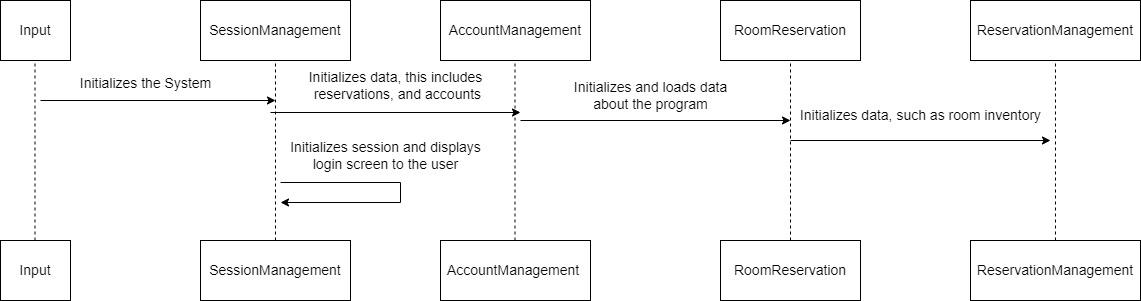 Input
SessionManagement
AccountManagement
RoomReservation
ReservationManagement
Initializes the System
Initializes data, this includes
reservations, and accounts
Initializes and loads data
about the program
Initializes data, such as room inventory
Initializes session and displays
login screen to the user
Input
SessionManagement
AccountManagement
RoomReservation
ReservationManagement